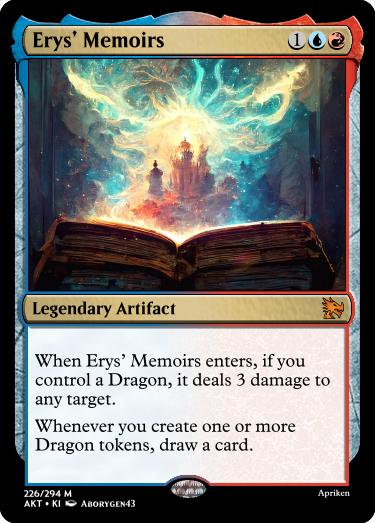 Erys' Memoirs 1
Legendary Artifact
When Erys' Memoirs enters, if you
control a Dragon, it deals 3 damage to
any target.
Whenever you create one or more
Dragon tokens, draw a card.
226/294 M
AKT • KI Aborygen43
Apriken